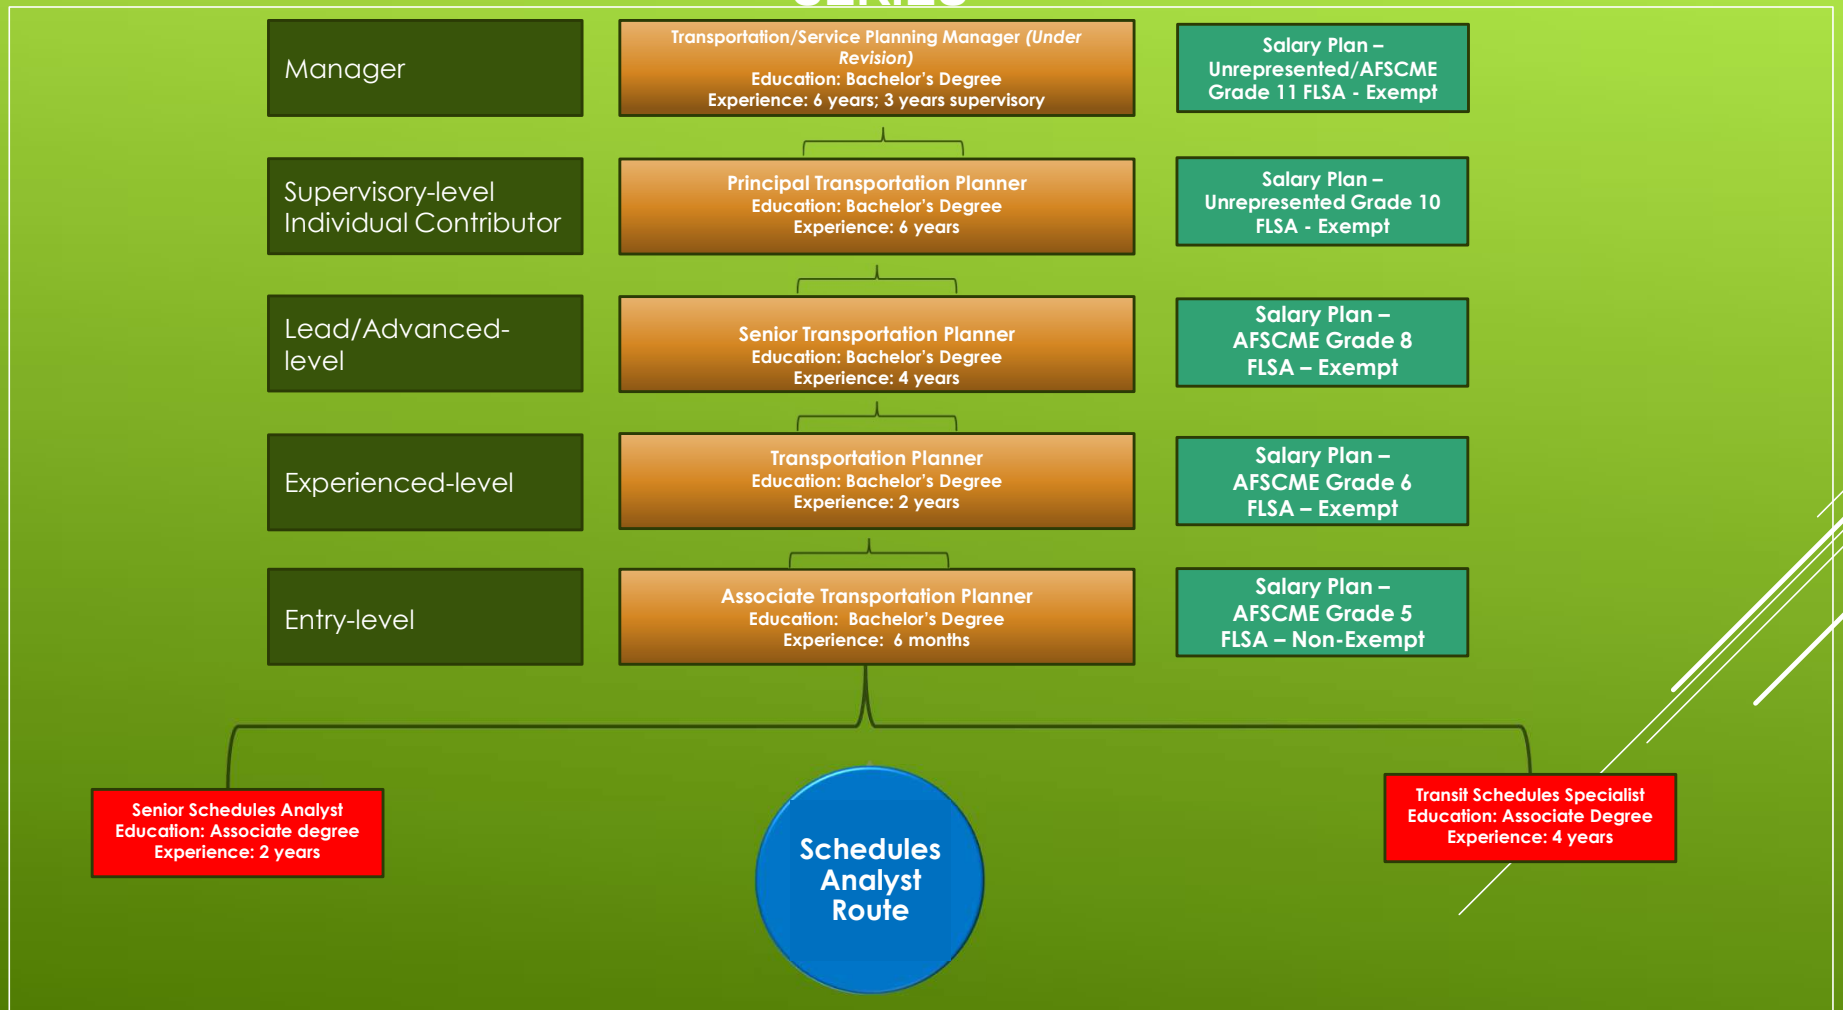 SERIES
Manager
Transportation/Service Planning Manager (Under
Revision)
Education: Bachelor's Degree
Experience: 6 years; 3 years supervisory
Salary Plan –
Unrepresented/AFSCME
Grade 11 FLSA - Exempt
Supervisory-level
Individual Contributor
Principal Transportation Planner
Education: Bachelor's Degree
Experience: 6 years
Salary Plan –
Unrepresented Grade 10
FLSA - Exempt
Lead/Advanced-
level
Senior Transportation Planner
Education: Bachelor's Degree
Experience: 4 years
Salary Plan –
AFSCME Grade 8
FLSA – Exempt
Experienced-level
Transportation Planner
Education: Bachelor's Degree
Experience: 2 years
Salary Plan –
AFSCME Grade 6
FLSA – Exempt
Entry-level
Associate Transportation Planner
Education:  Bachelor's Degree
Experience:  6 months
Salary Plan –
AFSCME Grade 5
FLSA – Non-Exempt
Senior Schedules Analyst
Education: Associate degree
Experience: 2 years
Schedules
Analyst
Route
Transit Schedules Specialist
Education: Associate Degree
Experience: 4 years